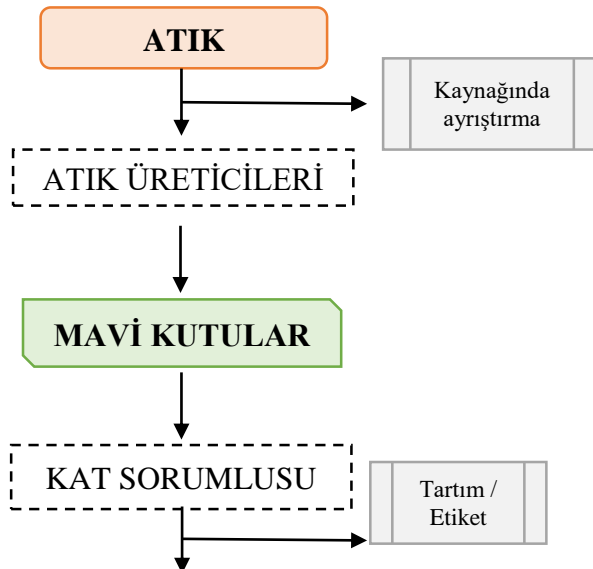 ATIK
Kaynağında
ayrıştırma
ATIK ÜRETİCİLERİ
MAVİ KUTULAR
KAT SORUMLUSU
Tartım /
Etiket